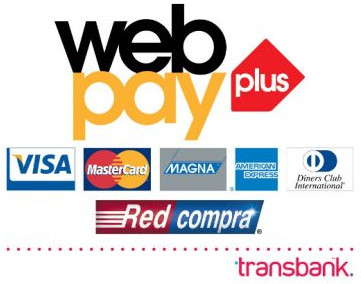 web
pay plus
VISA MasterCard MAGNA AMERICAN EXPRESS Diners Club International®
Red compra®
transbank.